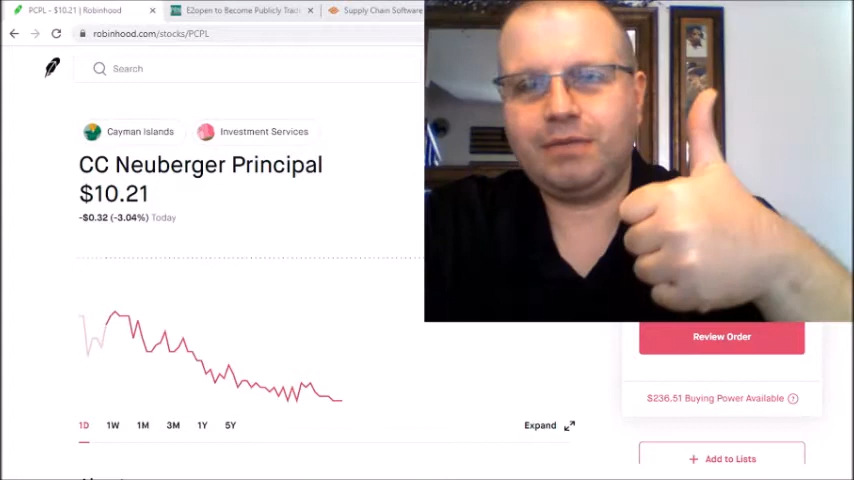 PCPL - $10.21 | Robinhood
E2open to Become Publicly Trad
Supply Chain Software
robinhood.com/stocks/PCPL
Search
Cayman Islands
Investment Services
CC Neuberger Principal
$10.21
-$0.32 (-3.04%) Today
Review Order
$236.51 Buying Power Available
1D 1W 1M 3M 1Y 5Y
Expand
+ Add to Lists